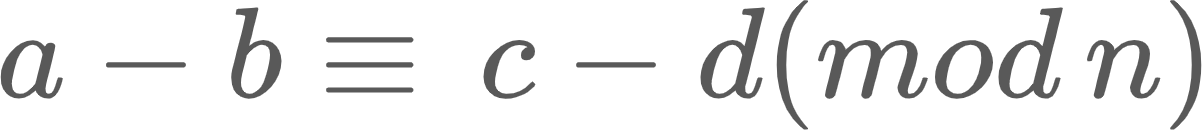 a − b ≡ c − d(mod n)